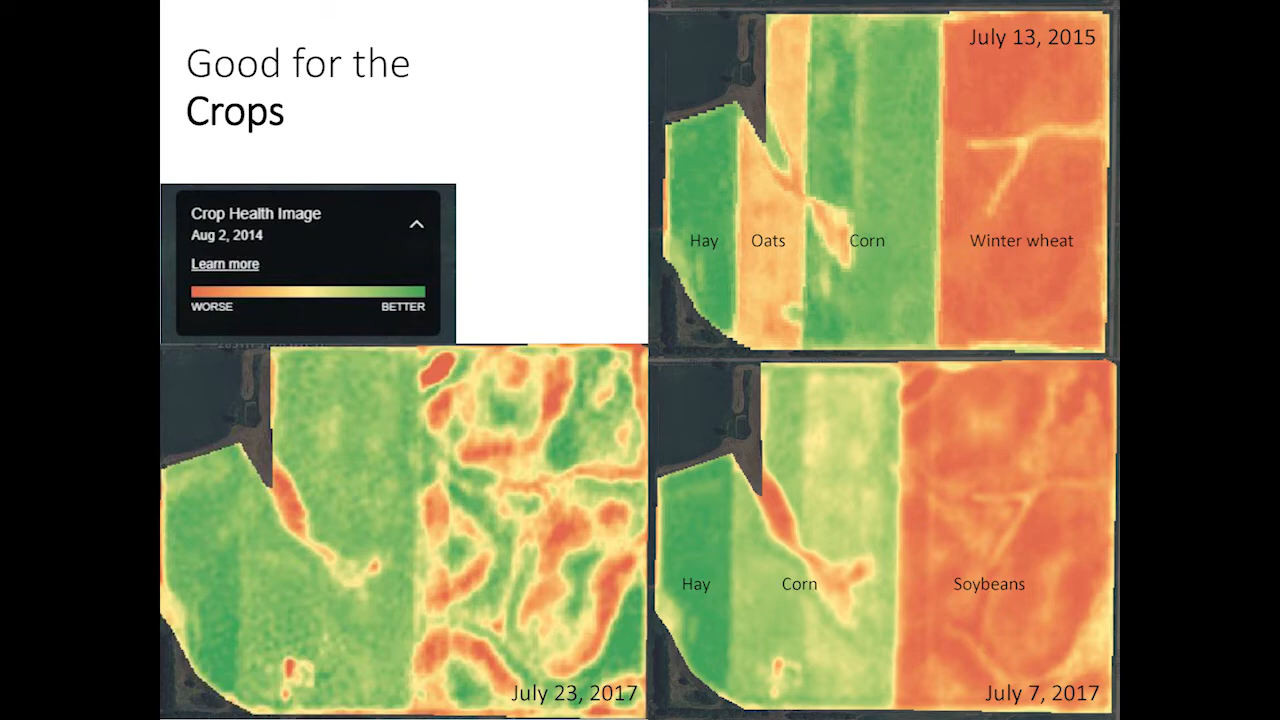 Good for the
Crops
Crop Health Image
Aug 2, 2014
Learn more
WORSE
BETTER
July 13, 2015
Hay
Oats
Corn
Winter wheat
July 23, 2017
Hay
Corn
Soybeans
July 7, 2017